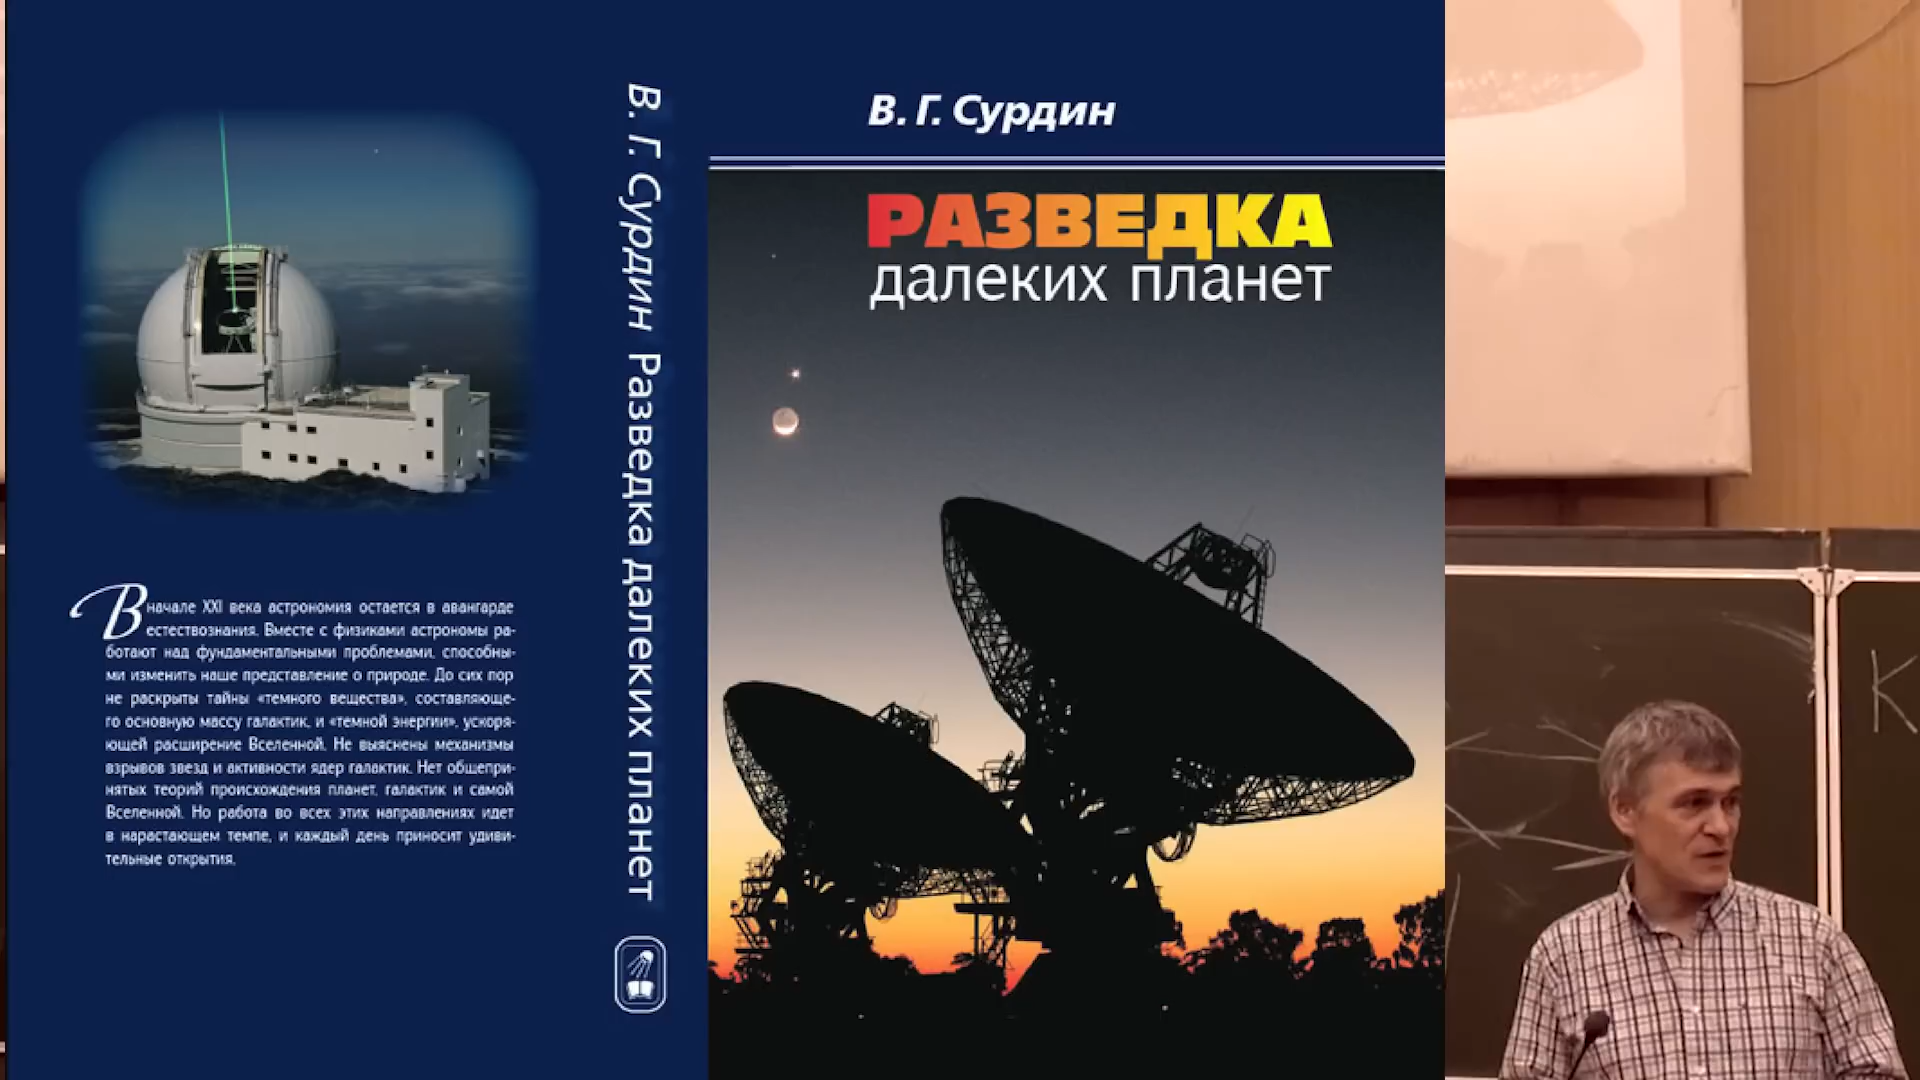 В. Г. Сурдин
РАЗВЕДКА
далеких планет
В. Г. Сурдин Разведка далеких планет
В начале XXI века астрономия остается в авангарде
естествознания. Вместе с физиками астрономы ра-
ботают над фундаментальными проблемами, способны-
ми изменить наше представление о природе. До сих пор
не раскрыты тайны «темного вещества», составляюще-
го основную массу галактик, и «темной энергии», ускоря-
ющей расширение Вселенной. Не выяснены механизмы
взрывов звезд и активности ядер галактик. Нет общепри-
нятых теорий происхождения планет, галактик и самой
Вселенной. Но работа во всех этих направлениях идет
в нарастающем темпе, и каждый день приносит удиви-
тельные открытия.
К